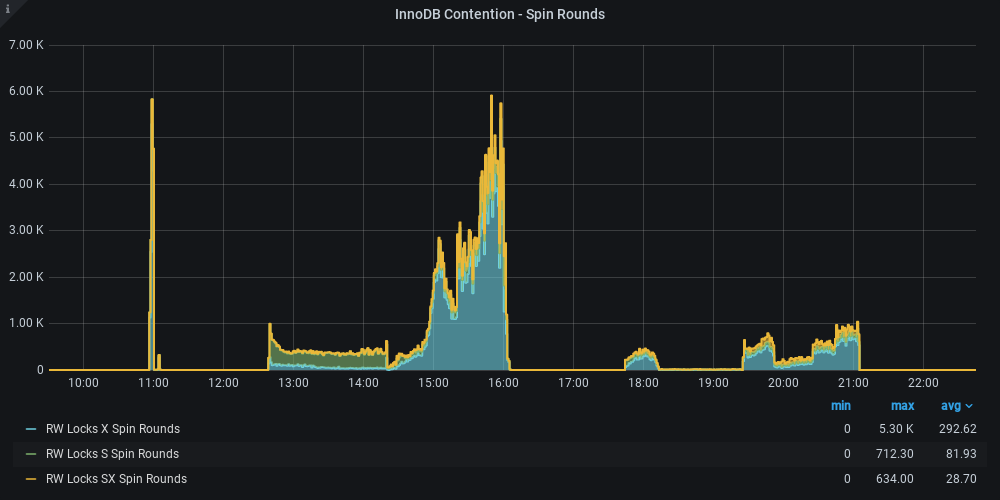 i
InnoDB Contention - Spin Rounds
7.00 K
6.00 K
5.00 K
4.00 K
3.00 K
2.00 K
1.00 K
0
10:00 11:00 12:00 13:00 14:00 15:00 16:00 17:00 18:00 19:00 20:00 21:00 22:00
min max avg
RW Locks X Spin Rounds 0 5.30 K 292.62
RW Locks S Spin Rounds 0 712.30 81.93
RW Locks SX Spin Rounds 0 634.00 28.70